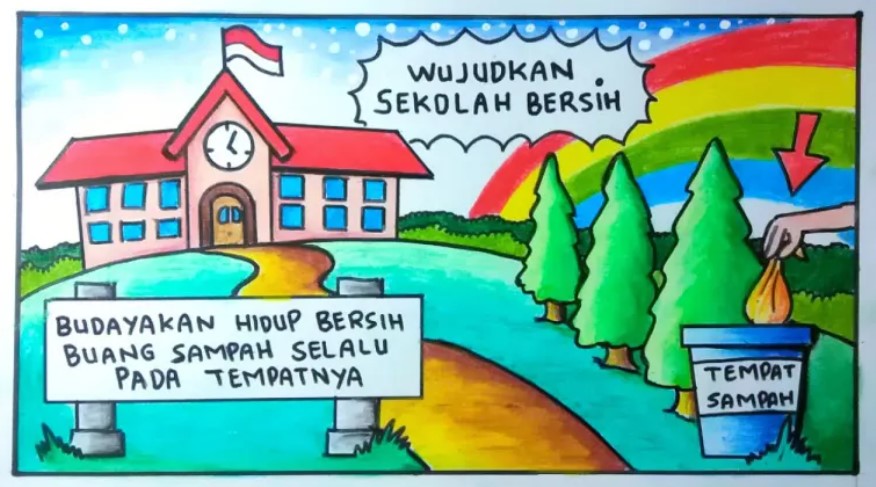 WUJUDKAN
SEKOLAH BERSIH
BUDAYAKAN HIDUP BERSIH
BUANG SAMPAH SELALU
PADA TEMPATNYA
TEMPAT
SAMPAH